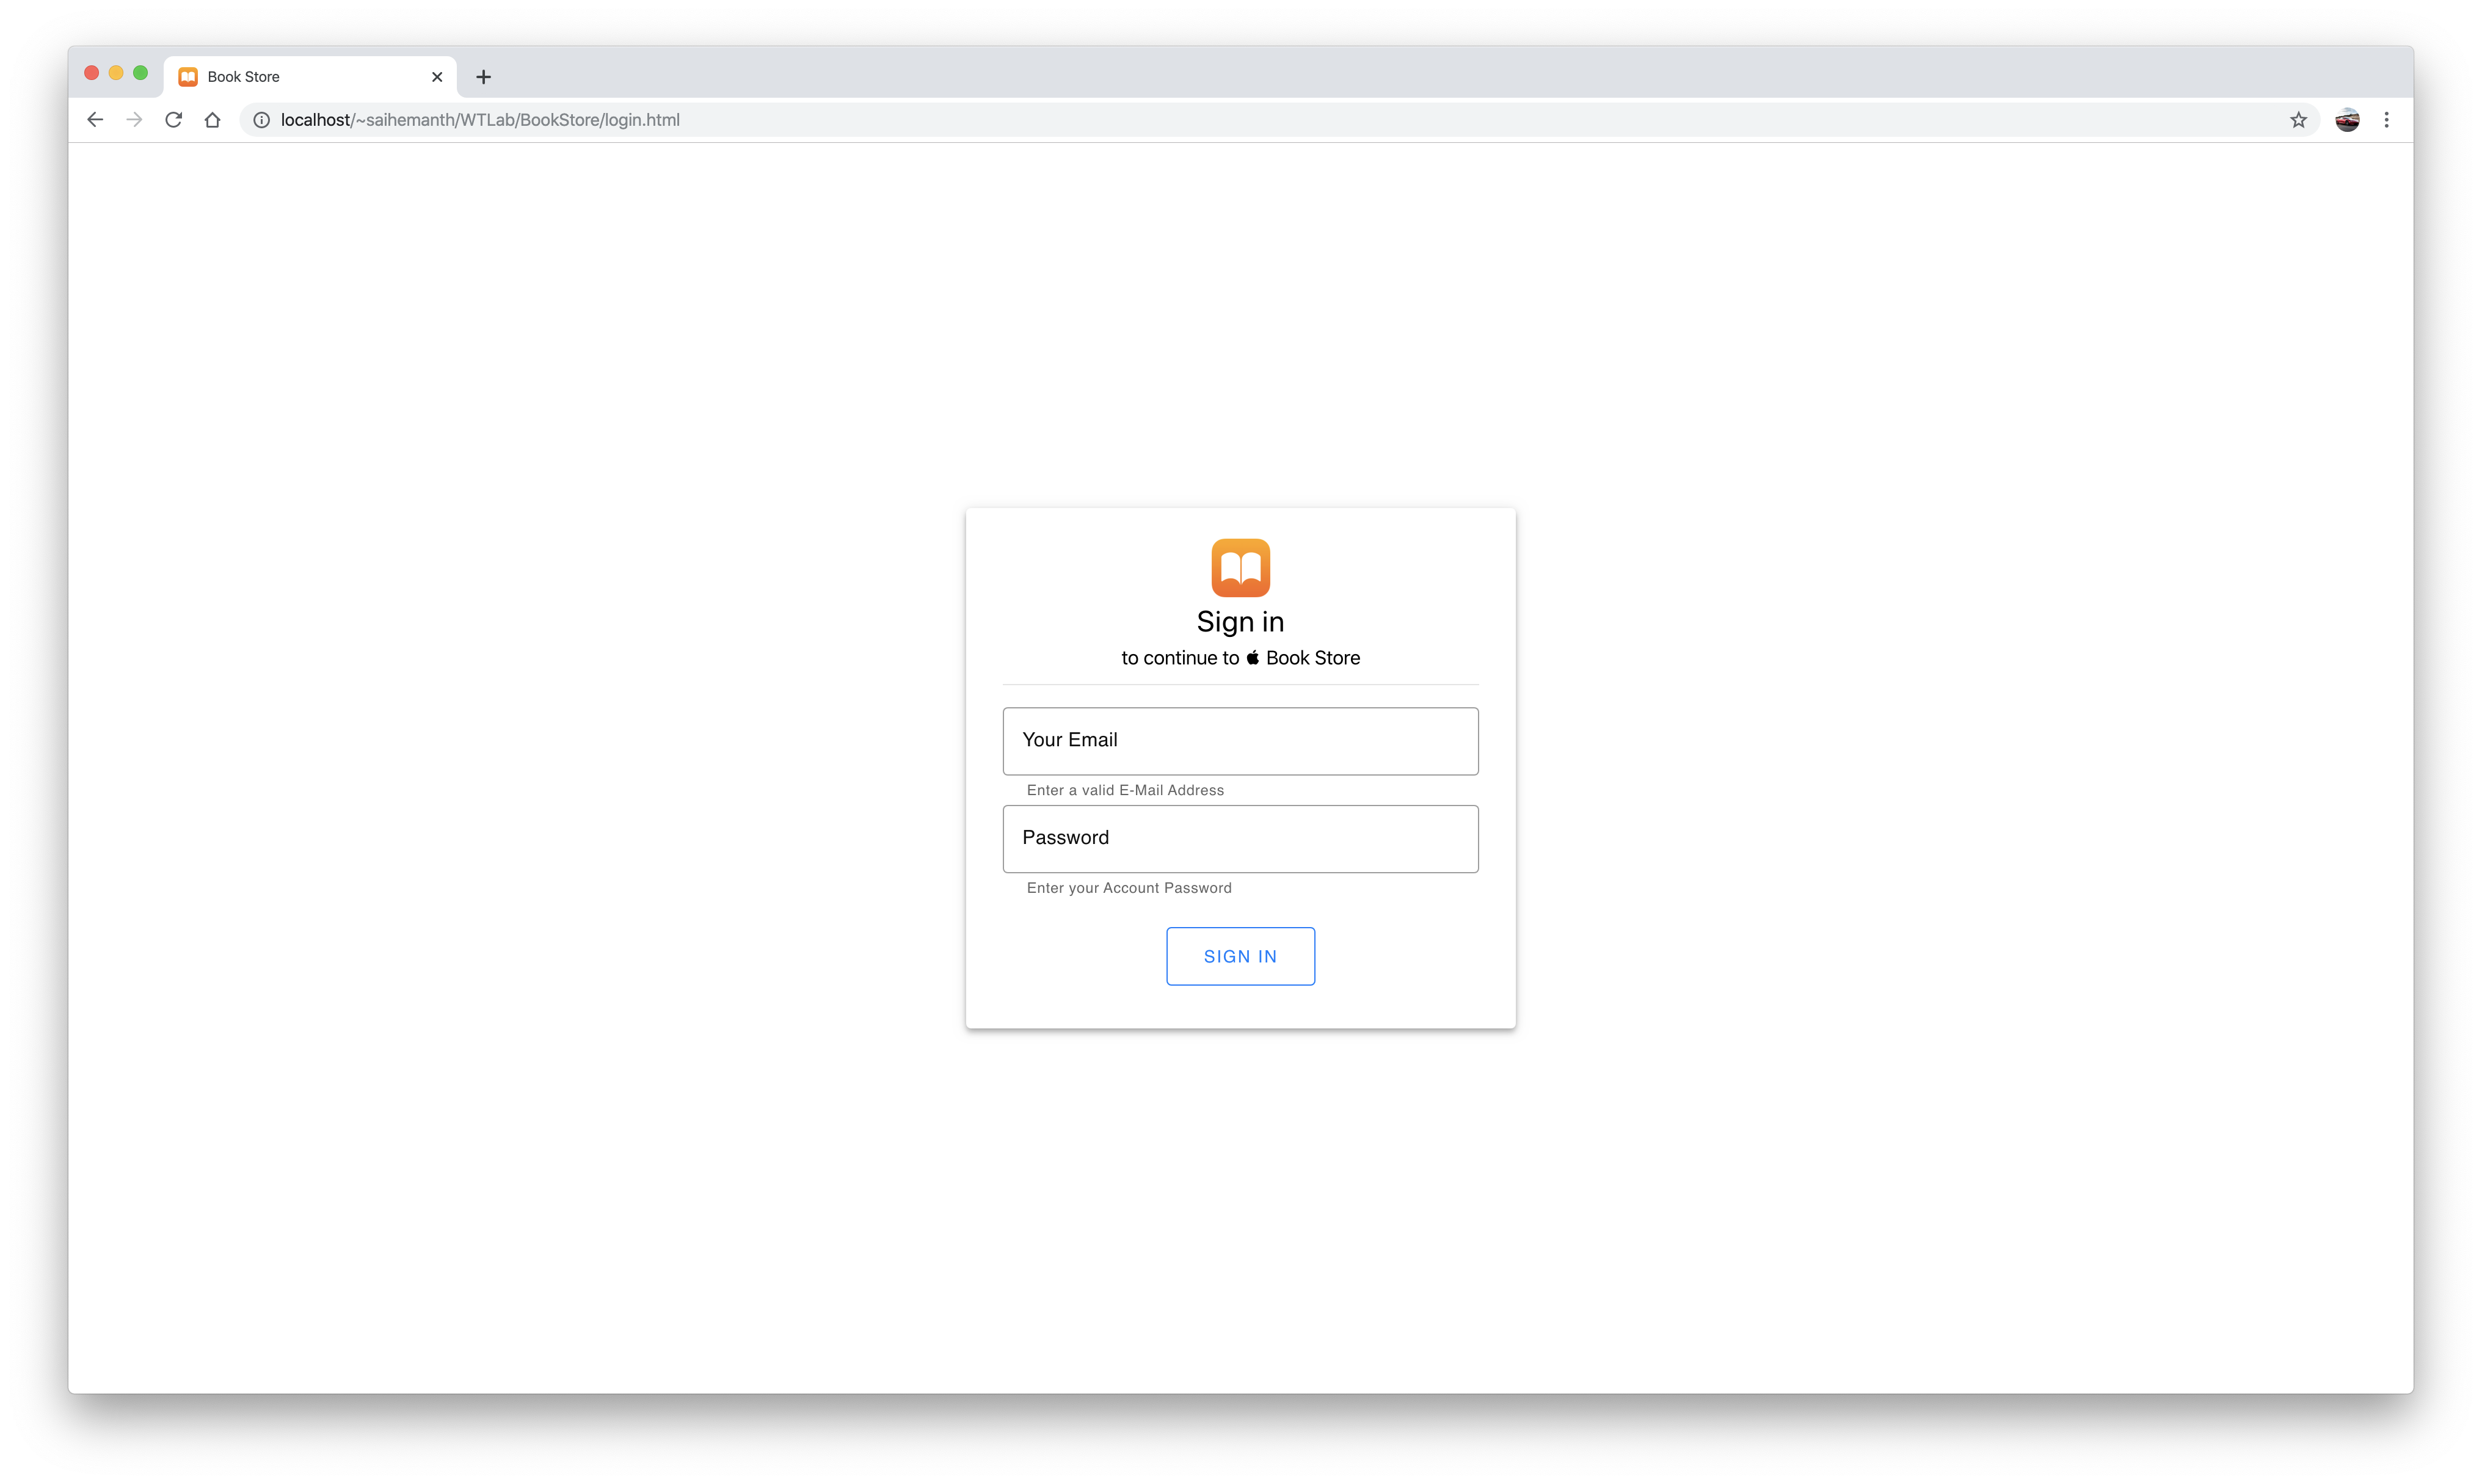 Book Store
localhost/~saihemanth/WTLab/BookStore/login.html
Sign in
to continue to  Book Store
Your Email
Enter a valid E-Mail Address
Password
Enter your Account Password
SIGN IN